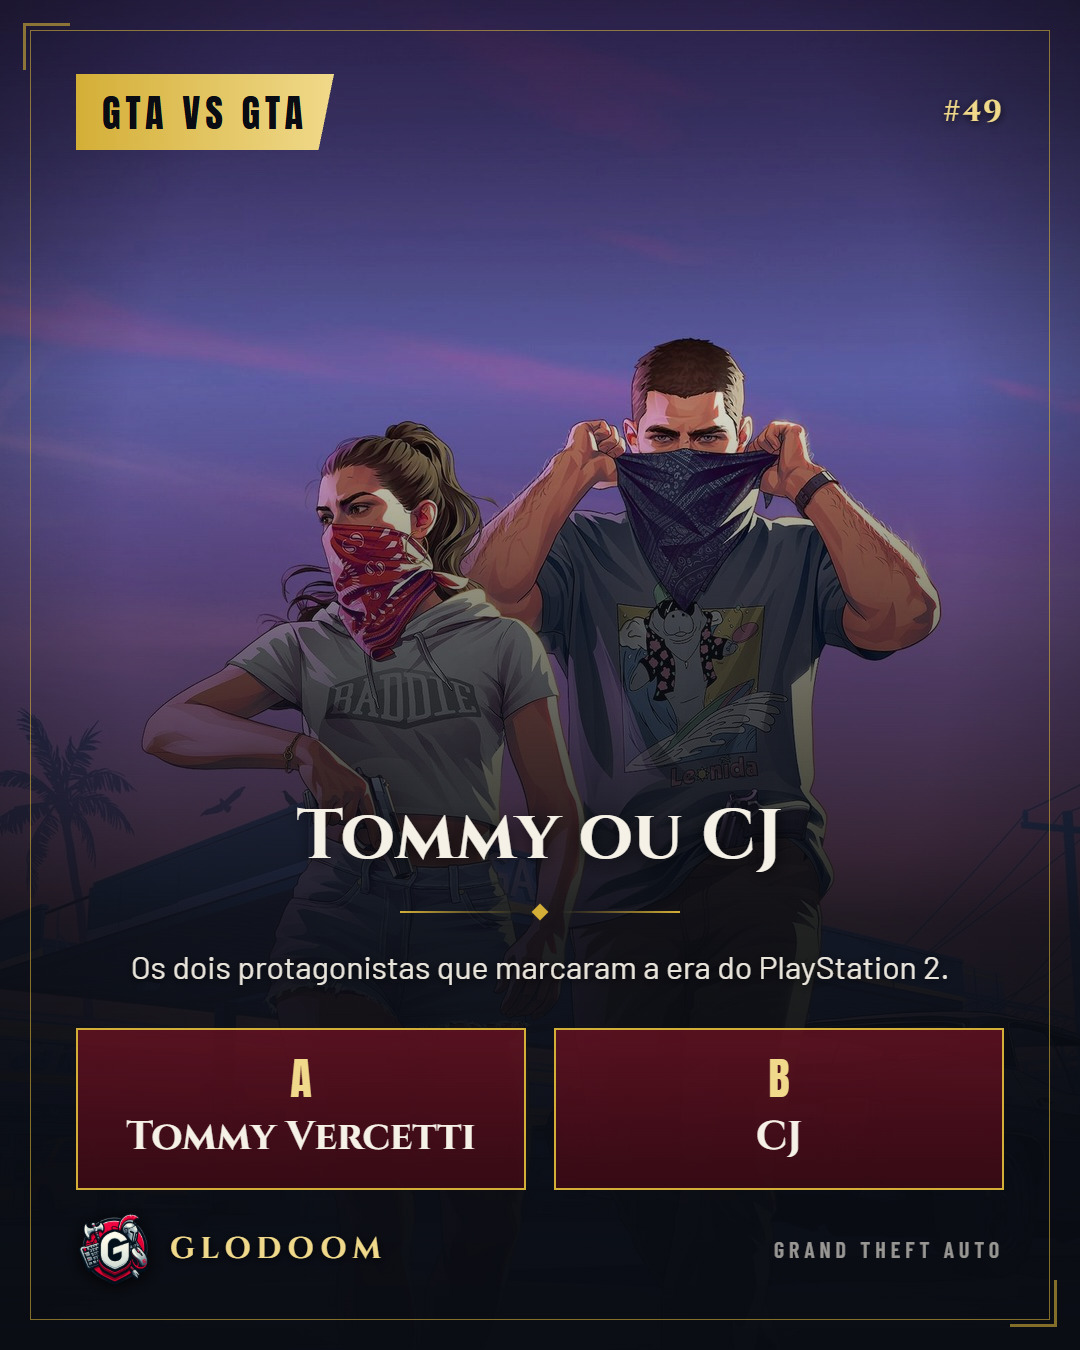 GTA VS GTA
#49
BADDIE
Leonida
Tommy ou CJ
Os dois protagonistas que marcaram a era do PlayStation 2.
A
Tommy Vercetti
B
CJ
G
GLODOOM
GRAND THEFT AUTO